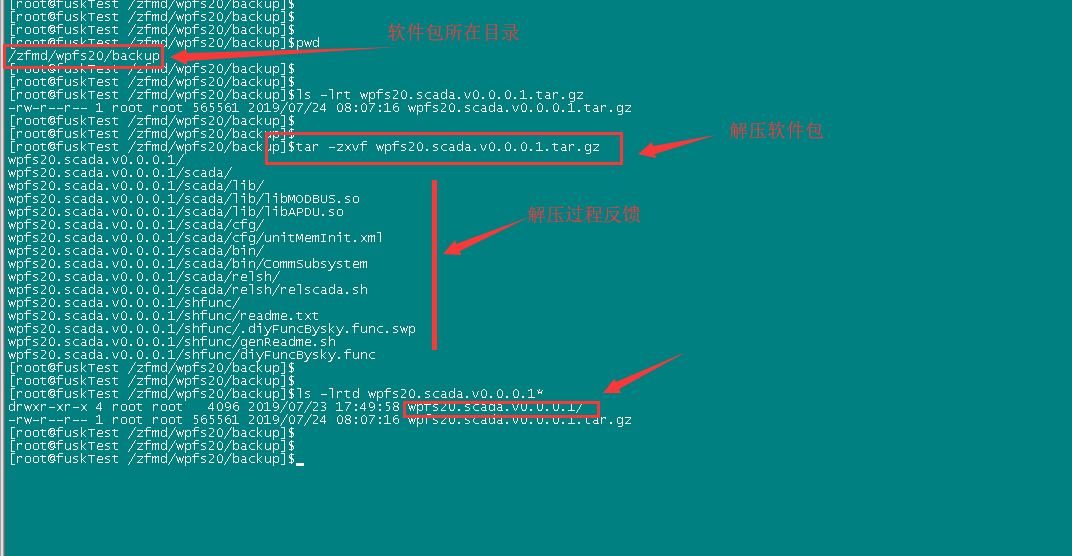 [root@fuskTest /zfmd/wpfs20/backup]$
[root@fuskTest /zfmd/wpfs20/backup]$
[root@fuskTest /zfmd/wpfs20/backup]$
[root@fuskTest /zfmd/wpfs20/backup]$pwd
软件包所在目录
/zfmd/wpfs20/backup
[root@fuskTest /zfmd/wpfs20/backup]$
[root@fuskTest /zfmd/wpfs20/backup]$
[root@fuskTest /zfmd/wpfs20/backup]$ls -lrt wpfs20.scada.v0.0.0.1.tar.gz
-rw-r--r-- 1 root root 565561 2019/07/24 08:07:16 wpfs20.scada.v0.0.0.1.tar.gz
[root@fuskTest /zfmd/wpfs20/backup]$
[root@fuskTest /zfmd/wpfs20/backup]$
解压软件包
[root@fuskTest /zfmd/wpfs20/backup]$tar -zxvf wpfs20.scada.v0.0.0.1.tar.gz
wpfs20.scada.v0.0.0.1/
wpfs20.scada.v0.0.0.1/scada/
wpfs20.scada.v0.0.0.1/scada/lib/
wpfs20.scada.v0.0.0.1/scada/lib/libMODBUS.so
wpfs20.scada.v0.0.0.1/scada/lib/libAPDU.so
解压过程反馈
wpfs20.scada.v0.0.0.1/scada/cfg/
wpfs20.scada.v0.0.0.1/scada/cfg/unitMemInit.xml
wpfs20.scada.v0.0.0.1/scada/bin/
wpfs20.scada.v0.0.0.1/scada/bin/CommSubsystem
wpfs20.scada.v0.0.0.1/scada/relsh/
wpfs20.scada.v0.0.0.1/scada/relsh/relscada.sh
wpfs20.scada.v0.0.0.1/shfunc/
wpfs20.scada.v0.0.0.1/shfunc/readme.txt
wpfs20.scada.v0.0.0.1/shfunc/.diyFuncBysky.func.swp
wpfs20.scada.v0.0.0.1/shfunc/genReadme.sh
wpfs20.scada.v0.0.0.1/shfunc/diyFuncBysky.func
[root@fuskTest /zfmd/wpfs20/backup]$
[root@fuskTest /zfmd/wpfs20/backup]$
[root@fuskTest /zfmd/wpfs20/backup]$ls -lrtd wpfs20.scada.v0.0.0.1*
drwxr-xr-x 4 root root   4096 2019/07/23 17:49:58 wpfs20.scada.v0.0.0.1/
-rw-r--r-- 1 root root 565561 2019/07/24 08:07:16 wpfs20.scada.v0.0.0.1.tar.gz
[root@fuskTest /zfmd/wpfs20/backup]$
[root@fuskTest /zfmd/wpfs20/backup]$
[root@fuskTest /zfmd/wpfs20/backup]$